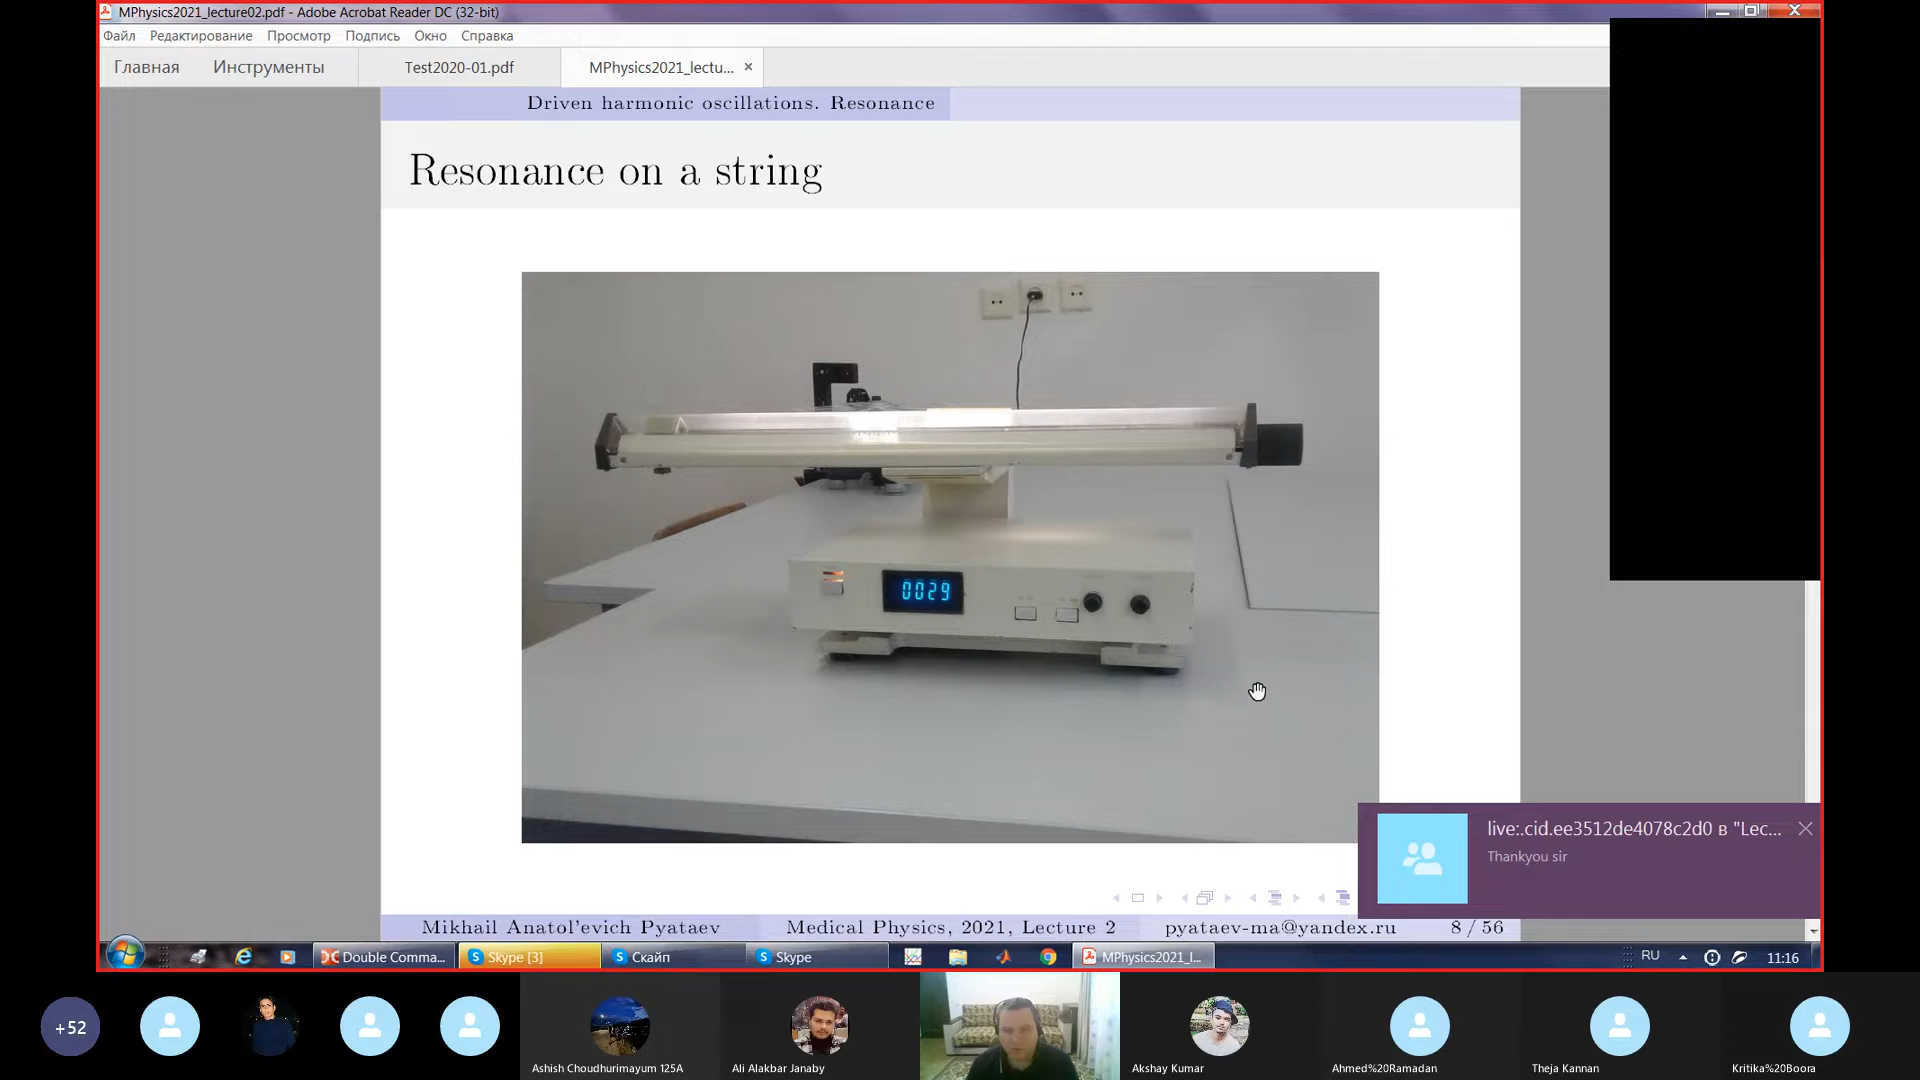 MPhysics2021_lecture02.pdf - Adobe Acrobat Reader DC (32-bit)
Файл Редактирование Просмотр Подпись Окно Справка
Главная Инструменты Test2020-01.pdf MPhysics2021_lectu... ×
Driven harmonic oscillations. Resonance
Resonance on a string
0029
live:.cid.ee3512de4078c2d0 в "Lec...
Thankyou sir
Mikhail Anatol'evich Pyataev Medical Physics, 2021, Lecture 2 pyataev-ma@yandex.ru 8 / 56
Double Comma... Skype [3] Скайп Skype MPhysics2021_l... RU 11:16
+52
Ashish Choudhurimayum 125A Ali Alakbar Janaby Akshay Kumar Ahmed%20Ramadan Theja Kannan Kritika%20Boora